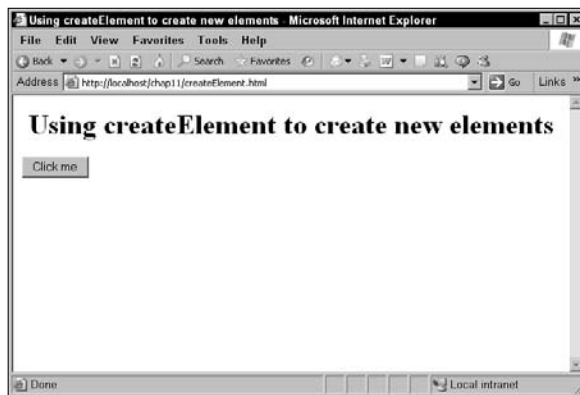 Using createElement to create new elements - Microsoft Internet Explorer
File Edit View Favorites Tools Help
Back Search Favorites
Address http://localhost/chap11/createElement.html Go Links »
Using createElement to create new elements
Click me
Done Local intranet